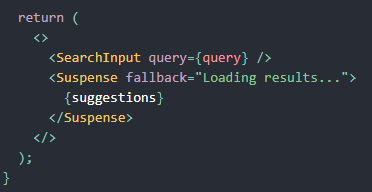 return (
<>
<SearchInput query={query} />
<Suspense fallback="Loading results...">
{suggestions}
</Suspense>
</>
);
}